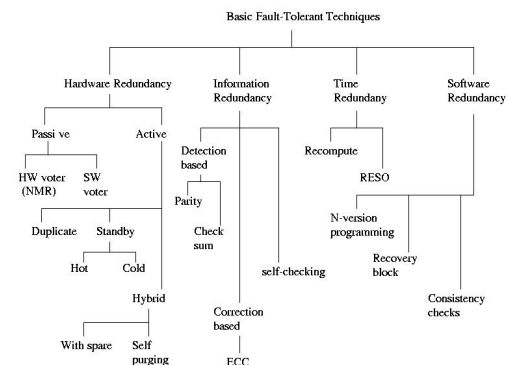 Basic Fault-Tolerant Techniques
Hardware Redundancy
Information
Redundancy
Time
Redundany
Software
Redundancy
Passi ve
Active
Detection
based
Recompute
RESO
HW voter
(NMR)
SW
voter
Parity
Check
sum
N-version
programming
Duplicate
Standby
Recovery
block
Hot
Cold
self-checking
Hybrid
Consistency
checks
Correction
based
With spare
Self
purging
ECC